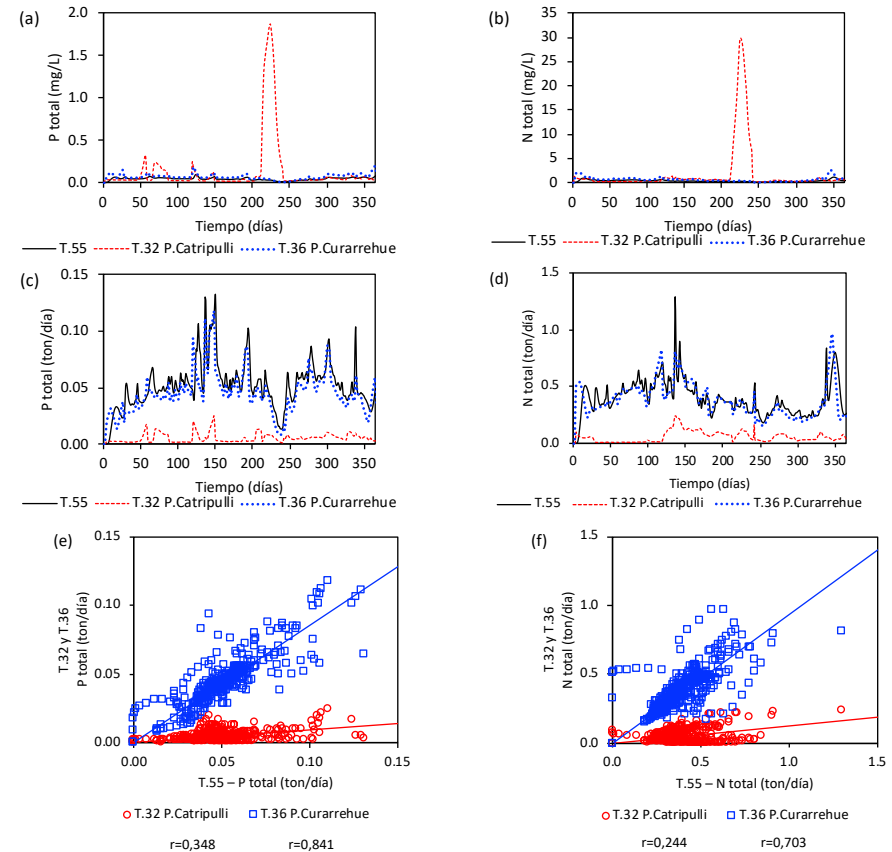 (a)
P total (mg/L)
2.0
1.5
1.0
0.5
0.0
0 50 100 150 200 250 300 350
Tiempo (días)
T.55 T.32 P.Catripulli T.36 P.Curarrehue
(b)
N total (mg/L)
35
30
25
20
15
10
5
0
0 50 100 150 200 250 300 350
Tiempo (días)
T.55 T.32 P.Catripulli T.36 P.Curarrehue
(c)
P total (ton/día)
0.15
0.10
0.05
0.00
0 50 100 150 200 250 300 350
Tiempo (días)
T.55 T.32 P.Catripulli T.36 P.Curarrehue
(d)
N total (ton/día)
1.5
1.0
0.5
0.0
0 50 100 150 200 250 300 350
Tiempo (días)
T.55 T.32 P.Catripulli T.36 P.Curarrehue
(e)
T.32 y T.36
P total (ton/día)
0.15
0.10
0.05
0.00
0.00 0.05 0.10 0.15
T.55 – P total (ton/día)
T.32 P.Catripulli T.36 P.Curarrehue
r=0,348 r=0,841
(f)
T.32 y T.36
N total (ton/día)
1.5
1.0
0.5
0.0
0.0 0.5 1.0 1.5
T.55 – N total (ton/día)
T.32 P.Catripulli T.36 P.Curarrehue
r=0,244 r=0,703